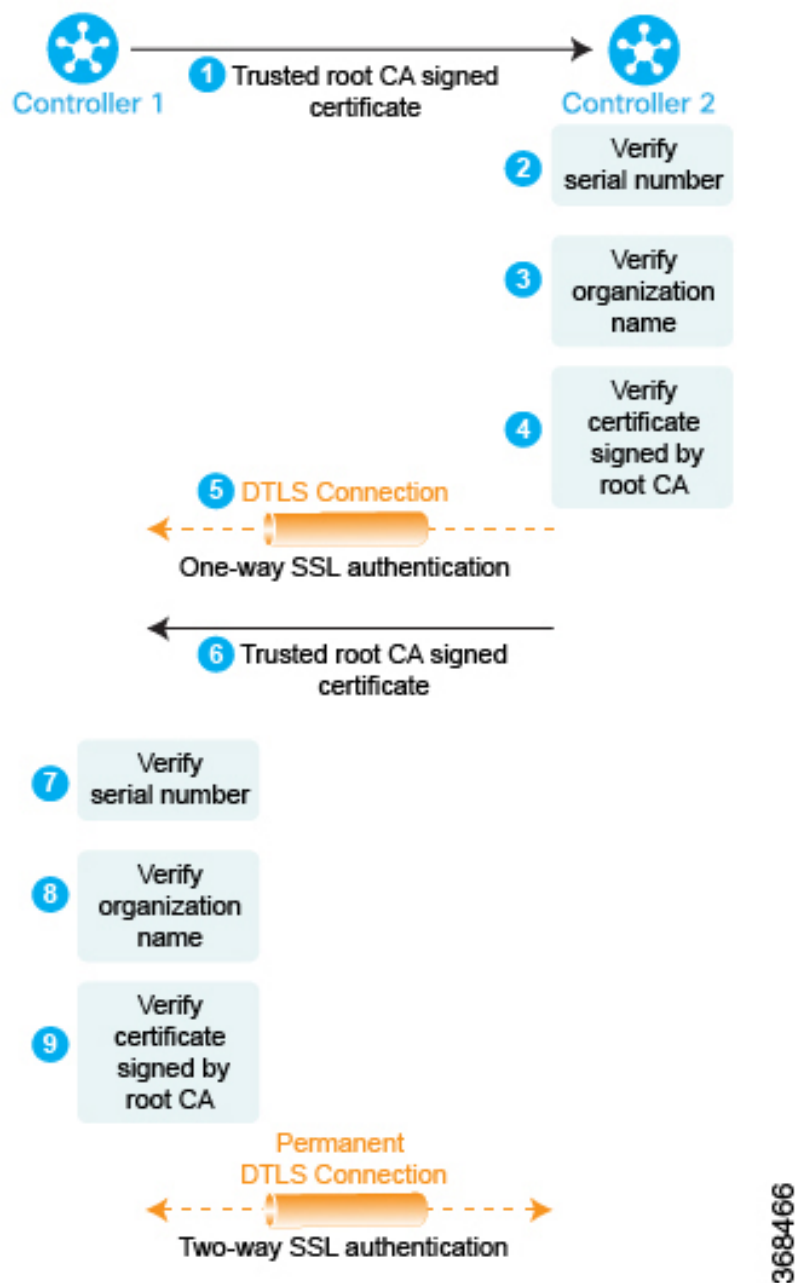 1 Trusted root CA signed
certificate
Controller 1
Controller 2
2
Verify
serial number
3
Verify
organization
name
4
Verify
certificate
signed by
root CA
5 DTLS Connection
One-way SSL authentication
6 Trusted root CA signed
certificate
7
Verify
serial number
8
Verify
organization
name
9
Verify
certificate
signed by
root CA
Permanent
DTLS Connection
Two-way SSL authentication
368466